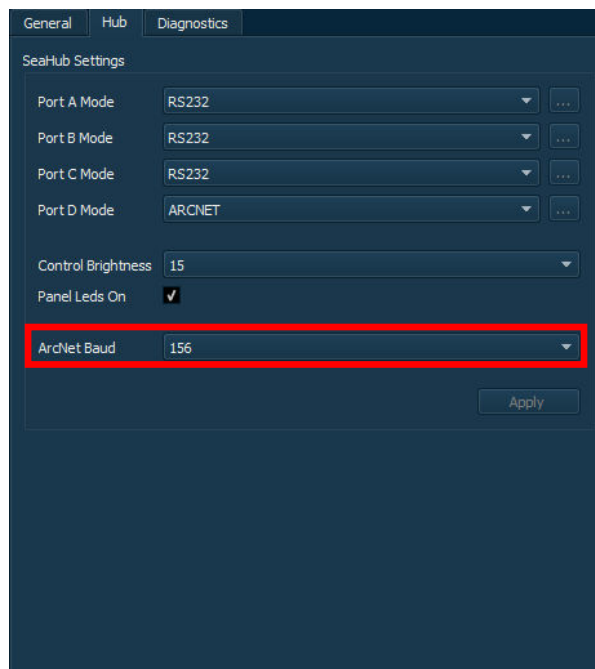 General Hub Diagnostics
SeaHub Settings
Port A Mode RS232 ...
Port B Mode RS232 ...
Port C Mode RS232 ...
Port D Mode ARCNET ...
Control Brightness 15
Panel Leds On
ArcNet Baud 156
Apply